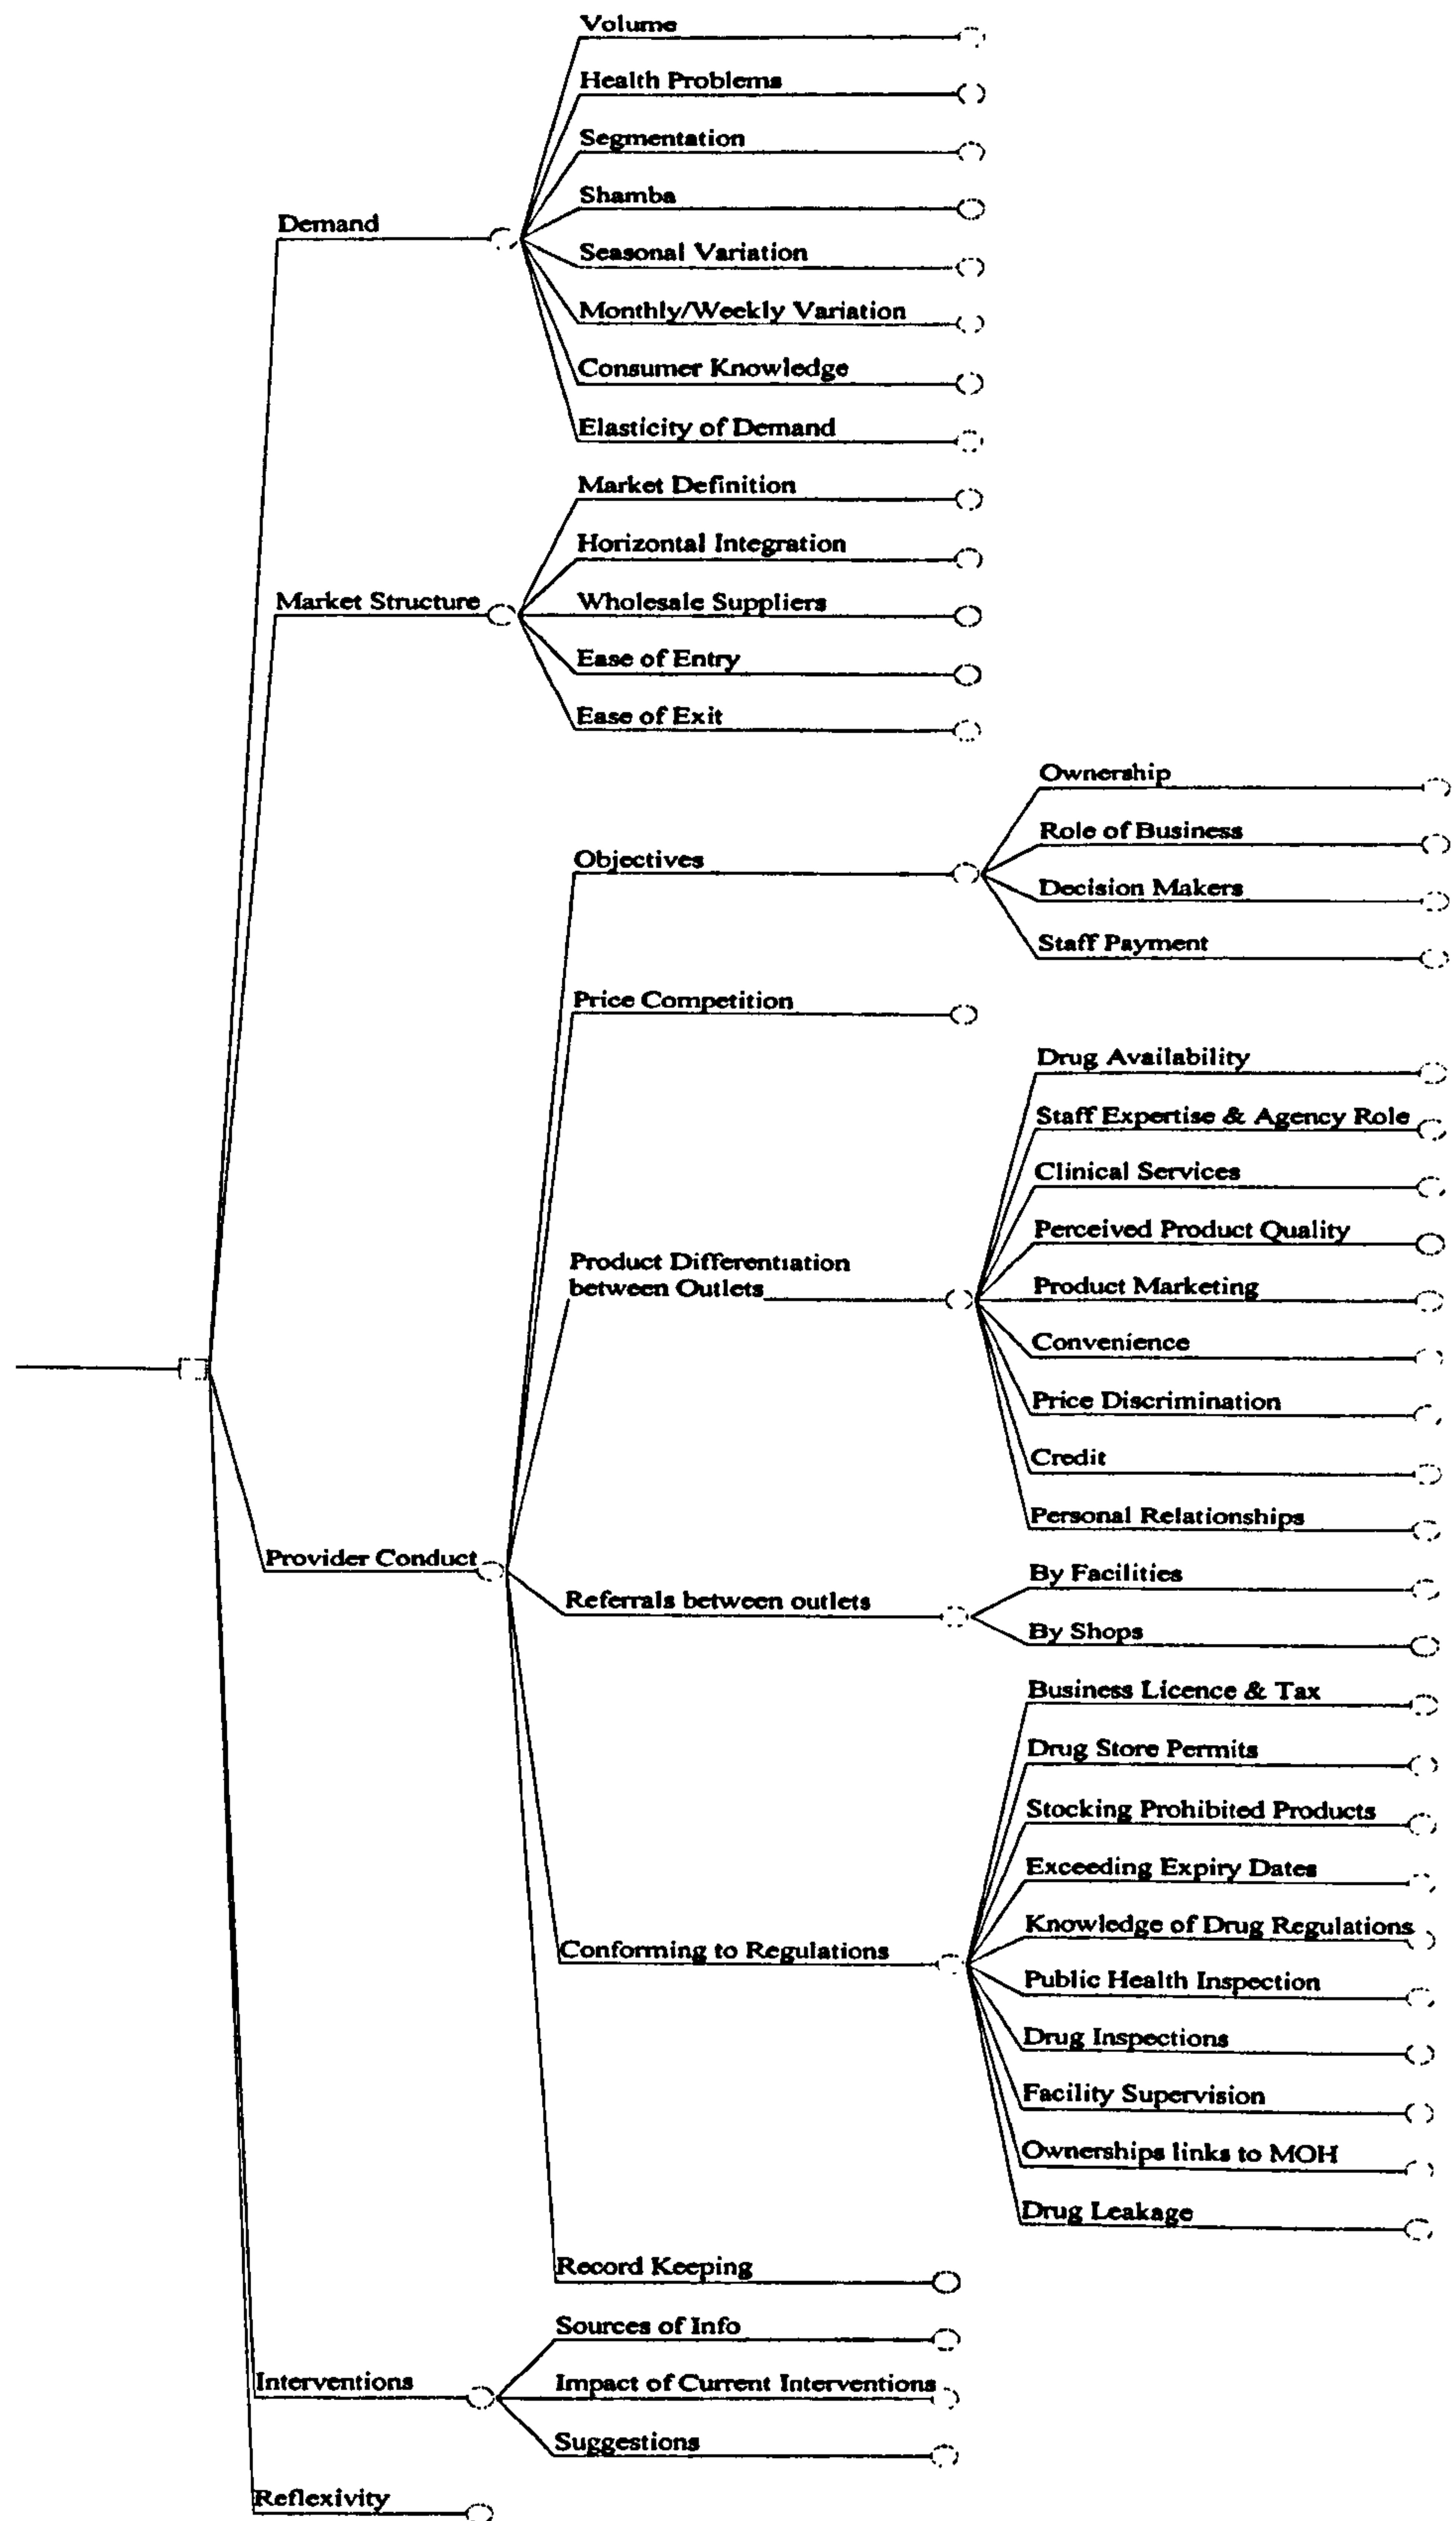 Volume
Health Problems
Segmentation
Shamba
Demand
Seasonal Variation
Monthly/Weekly Variation
Consumer Knowledge
Elasticity of Demand
Market Definition
Horizontal Integration
Market Structure
Wholesale Suppliers
Ease of Entry
Ease of Exit
Ownership
Role of Business
Objectives
Decision Makers
Staff Payment
Price Competition
Drug Availability
Staff Expertise & Agency Role
Clinical Services
Perceived Product Quality
Product Differentiation
between Outlets
Product Marketing
Convenience
Price Discrimination
Credit
Personal Relationships
Provider Conduct
By Facilities
Referrals between outlets
By Shops
Business Licence & Tax
Drug Store Permits
Stocking Prohibited Products
Exceeding Expiry Dates
Knowledge of Drug Regulations
Conforming to Regulations
Public Health Inspection
Drug Inspections
Facility Supervision
Ownerships links to MOH
Drug Leakage
Record Keeping
Sources of Info
Interventions
Impact of Current Interventions
Suggestions
Reflexivity